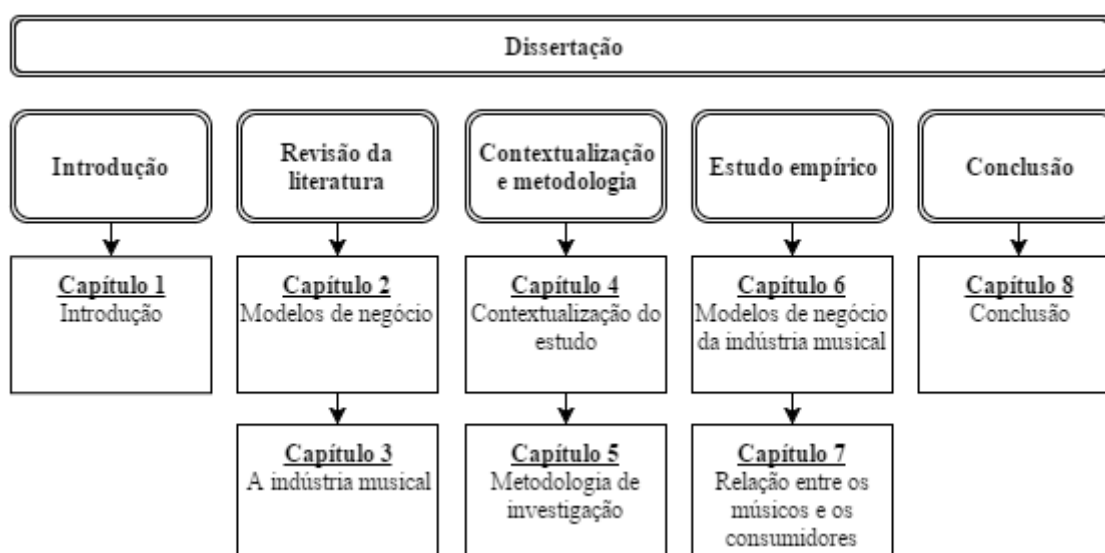 Dissertação
Introdução
Revisão da
literatura
Contextualização
e metodologia
Estudo empírico
Conclusão
Capítulo 1
Introdução
Capítulo 2
Modelos de negócio
Capítulo 4
Contextualização do
estudo
Capítulo 6
Modelos de negócio
da indústria musical
Capítulo 8
Conclusão
Capítulo 3
A indústria musical
Capítulo 5
Metodologia de
investigação
Capítulo 7
Relação entre os
músicos e os
consumidores